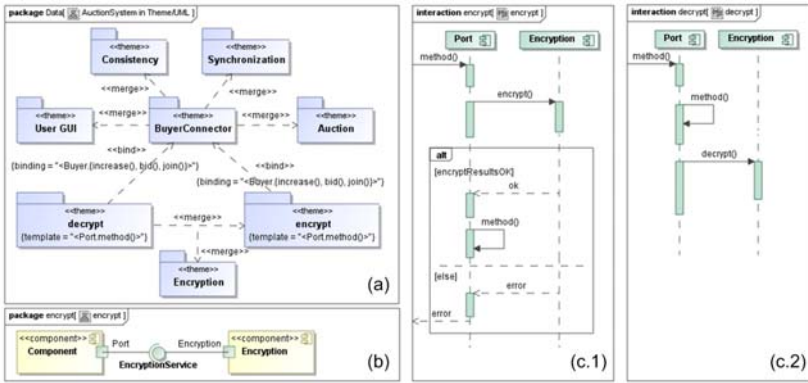 package Data[ AuctionSystem in Theme/UML ]
<<theme>>
Consistency
<<theme>>
Synchronization
<<merge>>
<<merge>>
<<theme>>
User GUI
<<merge>>
<<theme>>
BuyerConnector
<<merge>>
<<theme>>
Auction
<<bind>>
{binding = "<Buyer.{increase(), bid(), join()}>"}
<<bind>>
{binding = "<Buyer.{increase(), bid(), join()}>"}
<<theme>>
decrypt
{template = "<Port.method()>"}
<<merge>>
<<merge>>
<<theme>>
encrypt
{template = "<Port.method()>"}
<<theme>>
Encryption
(a)
package encrypt[ encrypt ]
<<component>>
Component
Port
EncryptionService
Encryption
<<component>>
Encryption
(b)
interaction encrypt[ encrypt ]
Port
Encryption
method()
encrypt()
alt
[encryptResultsOK]
ok
method()
[else]
error
error
(c.1)
interaction decrypt[ decrypt ]
Port
Encryption
method()
method()
decrypt()
(c.2)